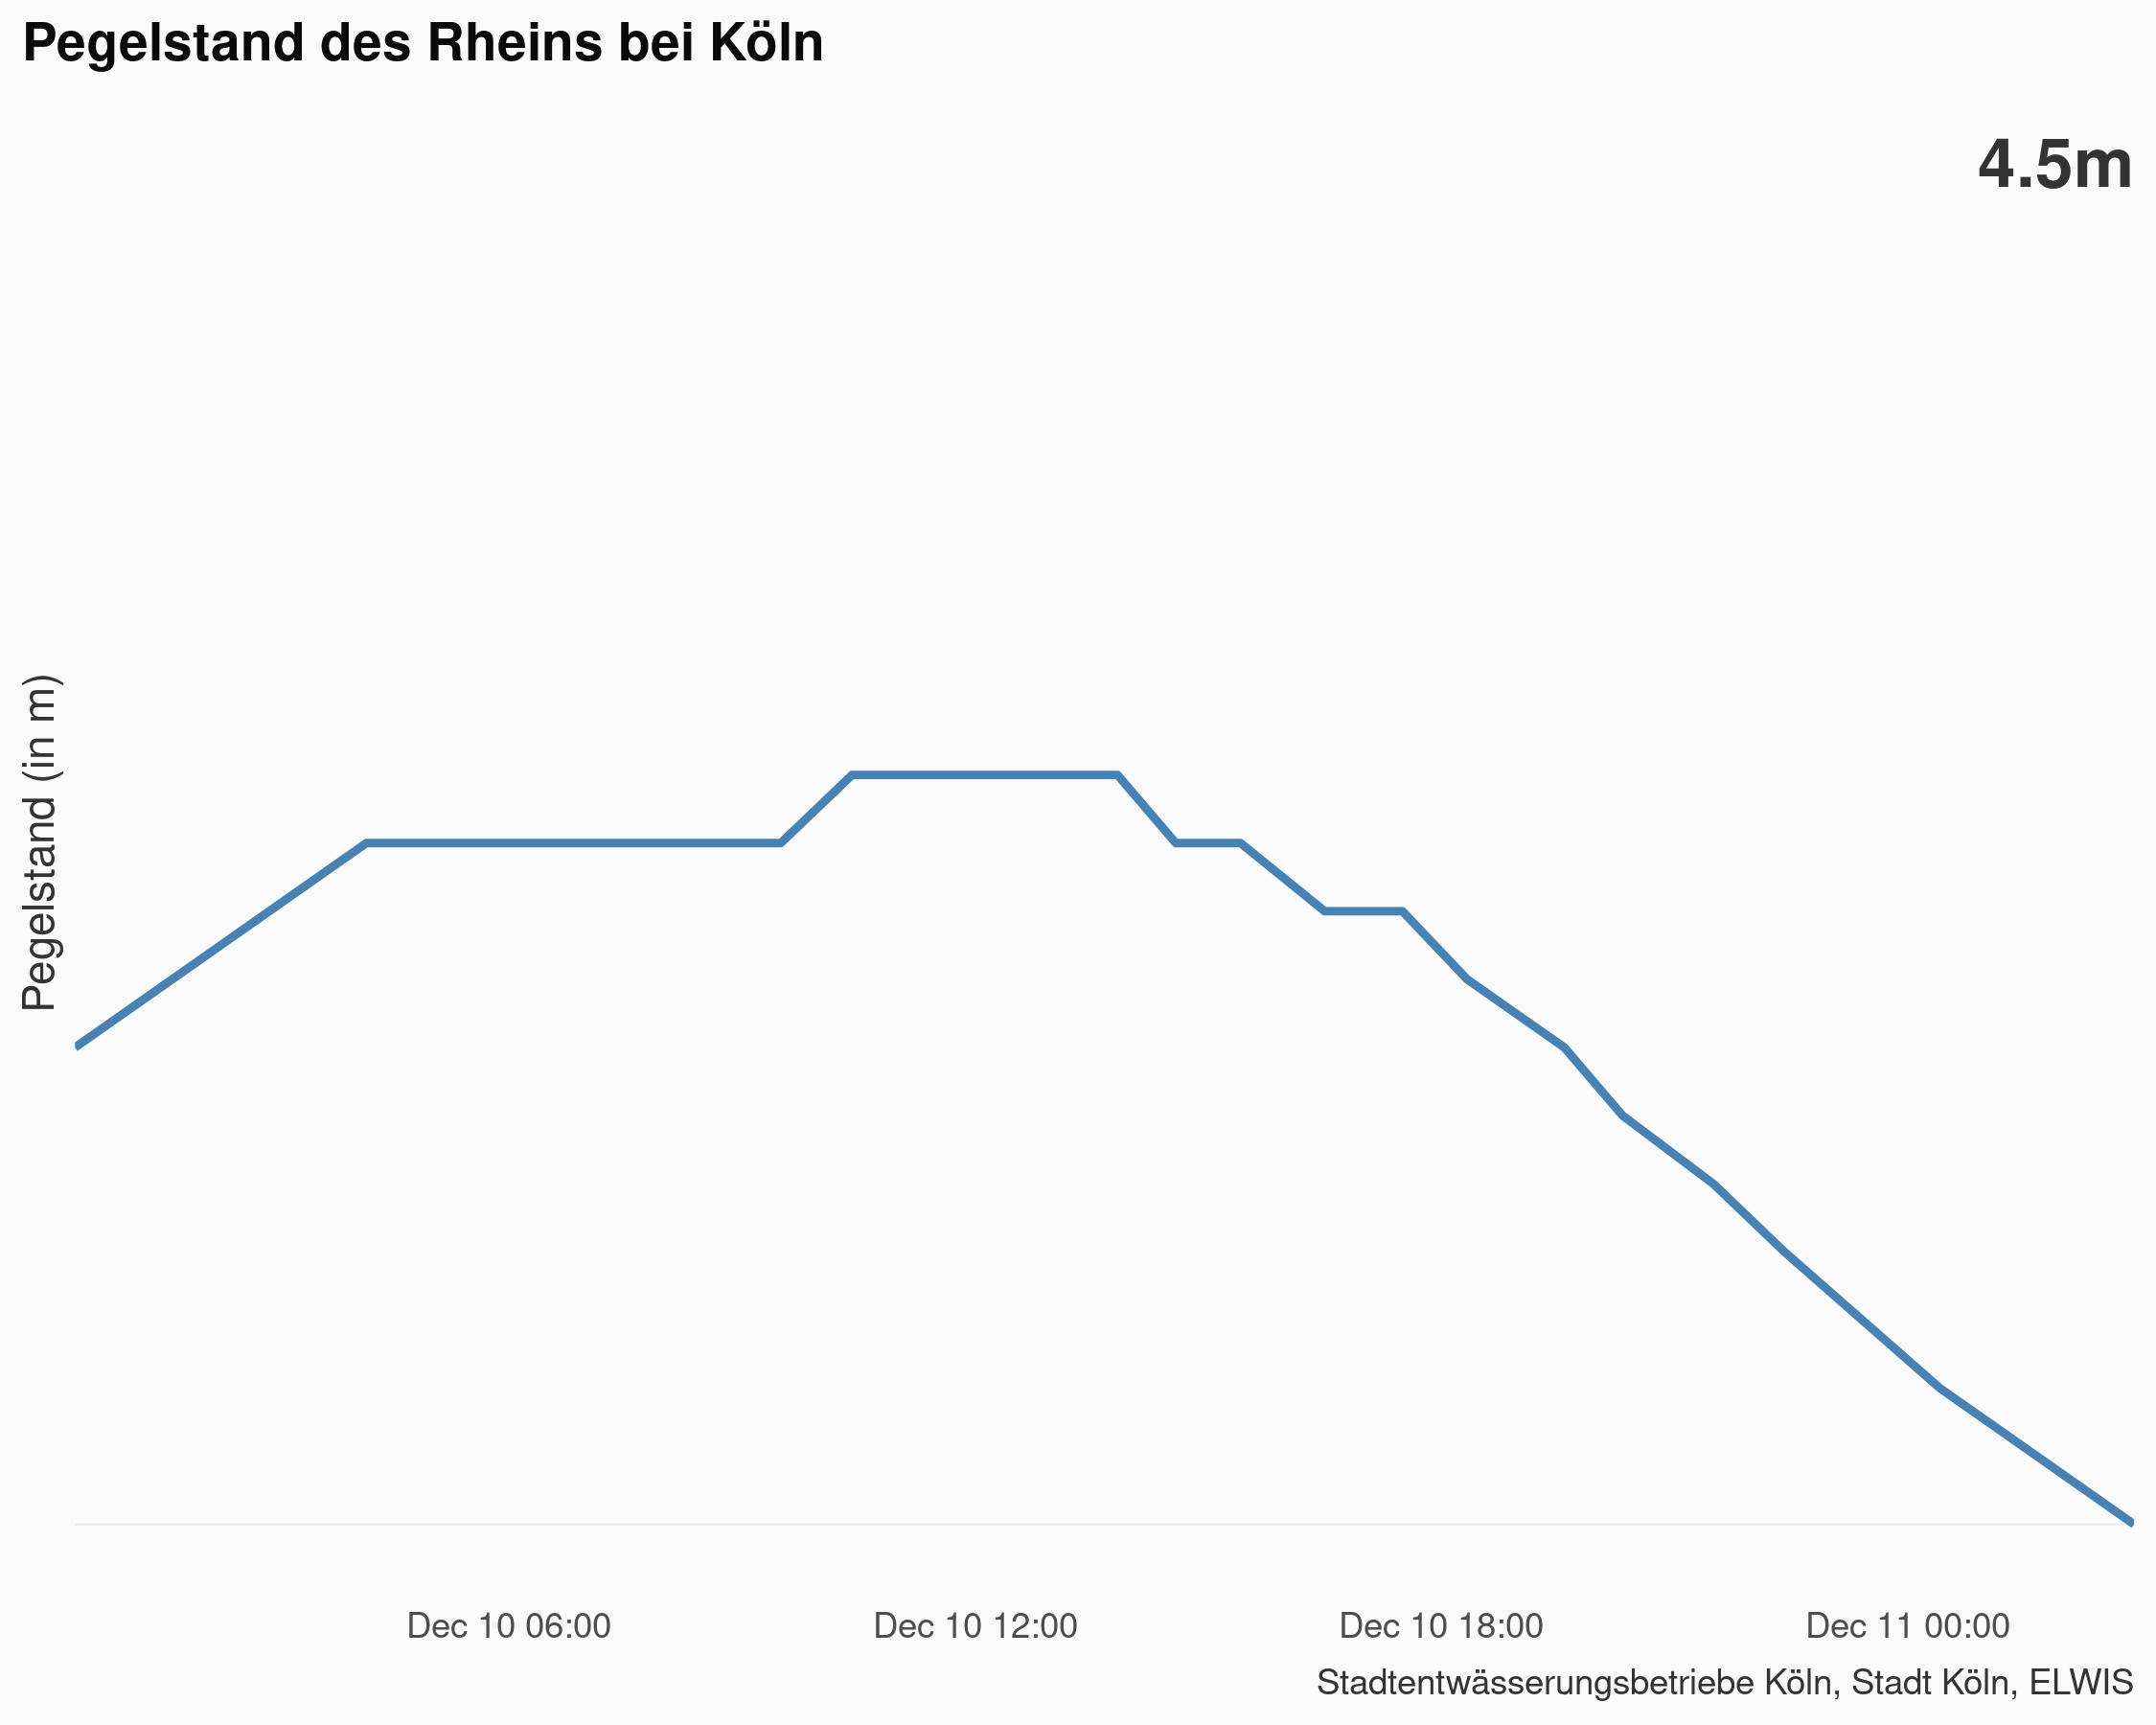 Pegelstand des Rheins bei Köln
4.5m
Pegelstand (in m)
Dec 10 06:00
Dec 10 12:00
Dec 10 18:00
Dec 11 00:00
Stadtentwässerungsbetriebe Köln, Stadt Köln, ELWIS